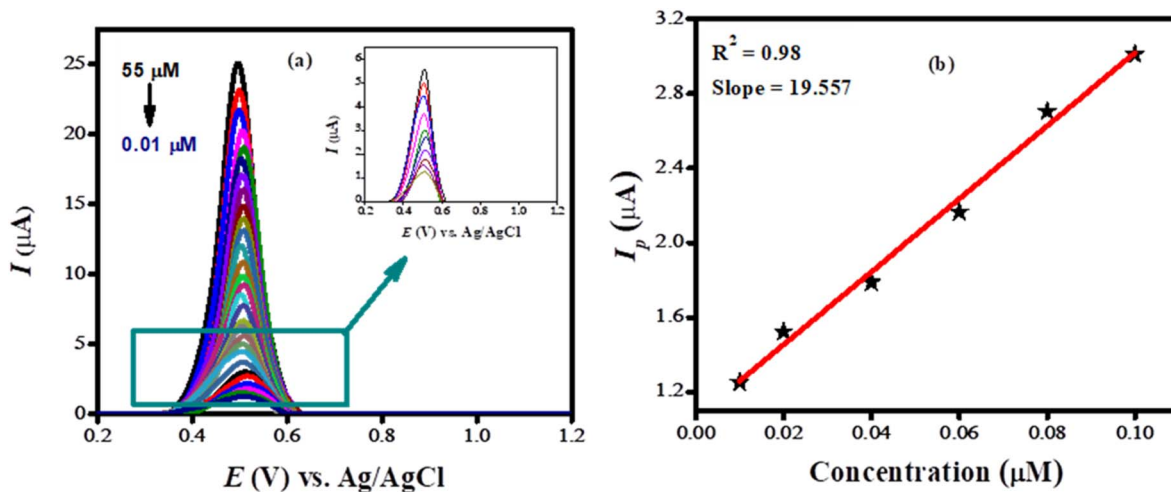 (a)
55 μM
0.01 μM
25
20
15
10
5
0
I (μA)
0.2 0.4 0.6 0.8 1.0 1.2
E (V) vs. Ag/AgCl
6
5
4
3
2
1
0
I (μA)
0.2 0.4 0.6 0.8 1.0 1.2
E (V) vs. Ag/AgCl
R² = 0.98
(b)
Slope = 19.557
3.2
2.8
2.4
2.0
1.6
1.2
Iₚ (μA)
0.00 0.02 0.04 0.06 0.08 0.10
Concentration (μM)